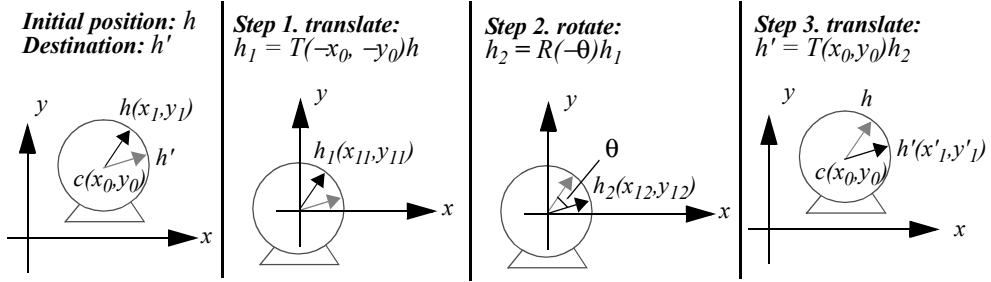 Initial position: h
Destination: h'
y
h(x1,y1)
h'
c(x0,y0)
x
Step 1. translate:
h1 = T(–x0, –y0)h
y
h1(x11,y11)
x
Step 2. rotate:
h2 = R(–θ)h1
y
θ
h2(x12,y12)
x
Step 3. translate:
h' = T(x0,y0)h2
y
h
h'(x'1,y'1)
c(x0,y0)
x